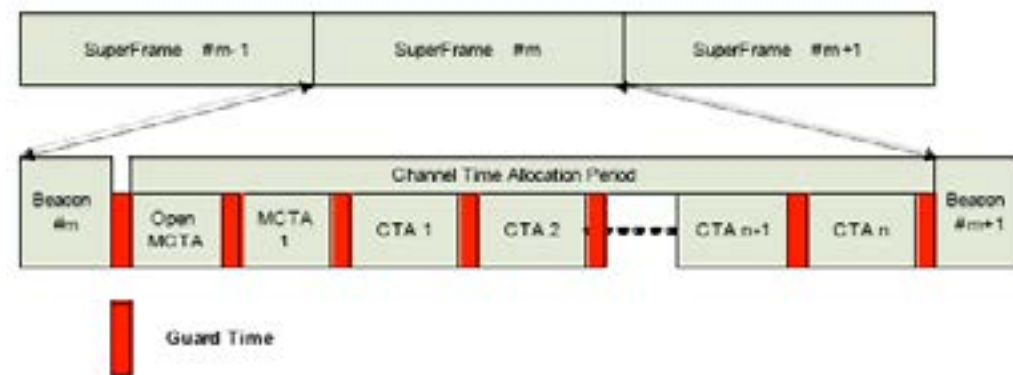 SuperFrame #m-1
SuperFrame #m
SuperFrame #m+1
Channel Time Allocation Period
Beacon
#m
Open
MCTA
MCTA
1
CTA 1
CTA 2
CTA n-1
CTA n
Beacon
#m+1
Guard Time